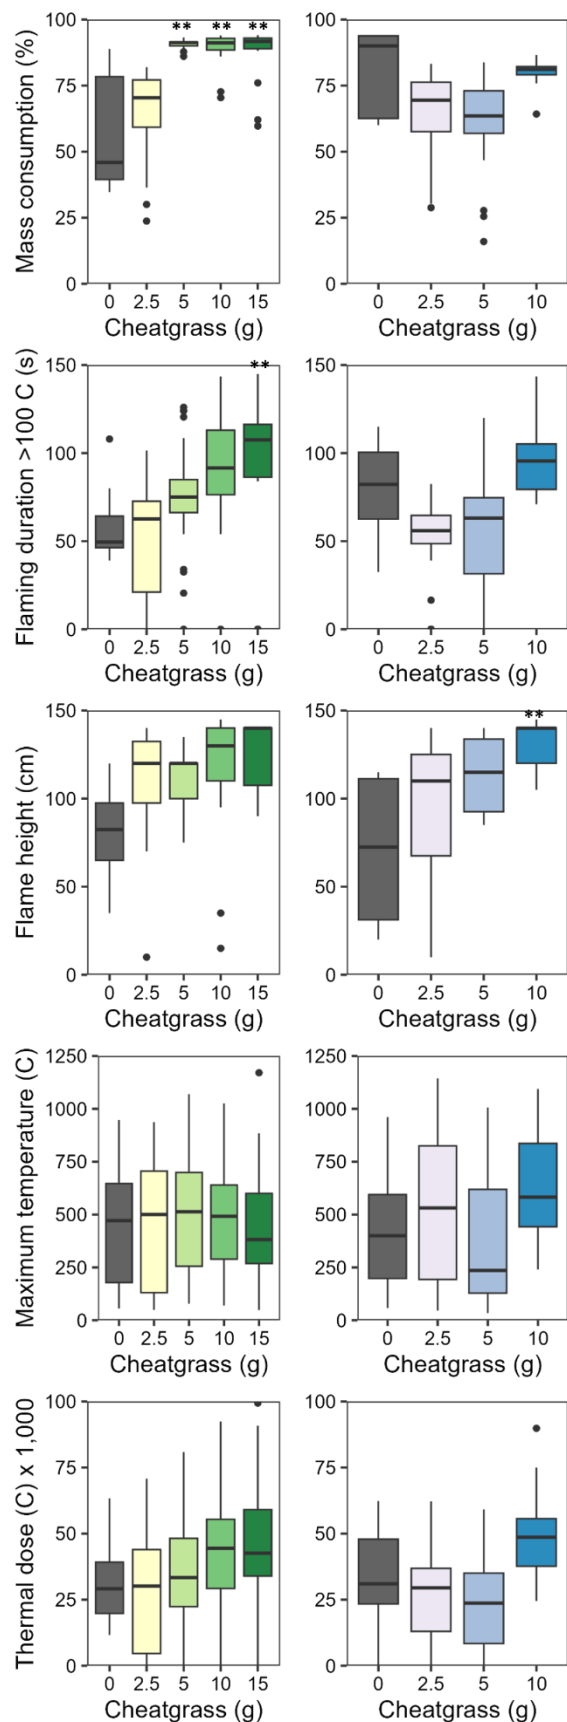 Mass consumption (%)
100
75
50
25
0
** ** **
0 2.5 5 10 15
Cheatgrass (g)
100
75
50
25
0
0 2.5 5 10
Cheatgrass (g)
Flaming duration >100 C (s)
150
100
50
0
**
0 2.5 5 10 15
Cheatgrass (g)
150
100
50
0
0 2.5 5 10
Cheatgrass (g)
Flame height (cm)
150
100
50
0
0 2.5 5 10 15
Cheatgrass (g)
150
100
50
0
**
0 2.5 5 10
Cheatgrass (g)
Maximum temperature (C)
1250
1000
750
500
250
0
0 2.5 5 10 15
Cheatgrass (g)
1250
1000
750
500
250
0
0 2.5 5 10
Cheatgrass (g)
Thermal dose (C) x 1,000
100
75
50
25
0
0 2.5 5 10 15
Cheatgrass (g)
100
75
50
25
0
0 2.5 5 10
Cheatgrass (g)